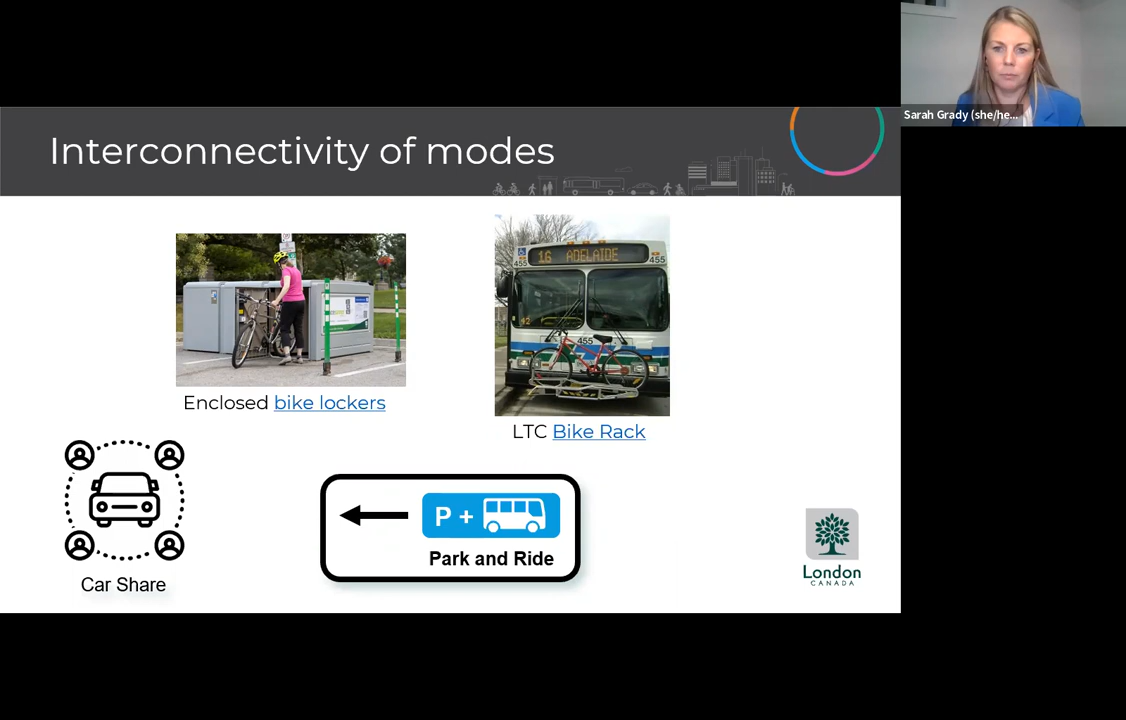 Sarah Grady (she/he...
Interconnectivity of modes
16 ADELAIDE
455
455
455
Enclosed bike lockers
LTC Bike Rack
P +
Park and Ride
Car Share
London
CANADA